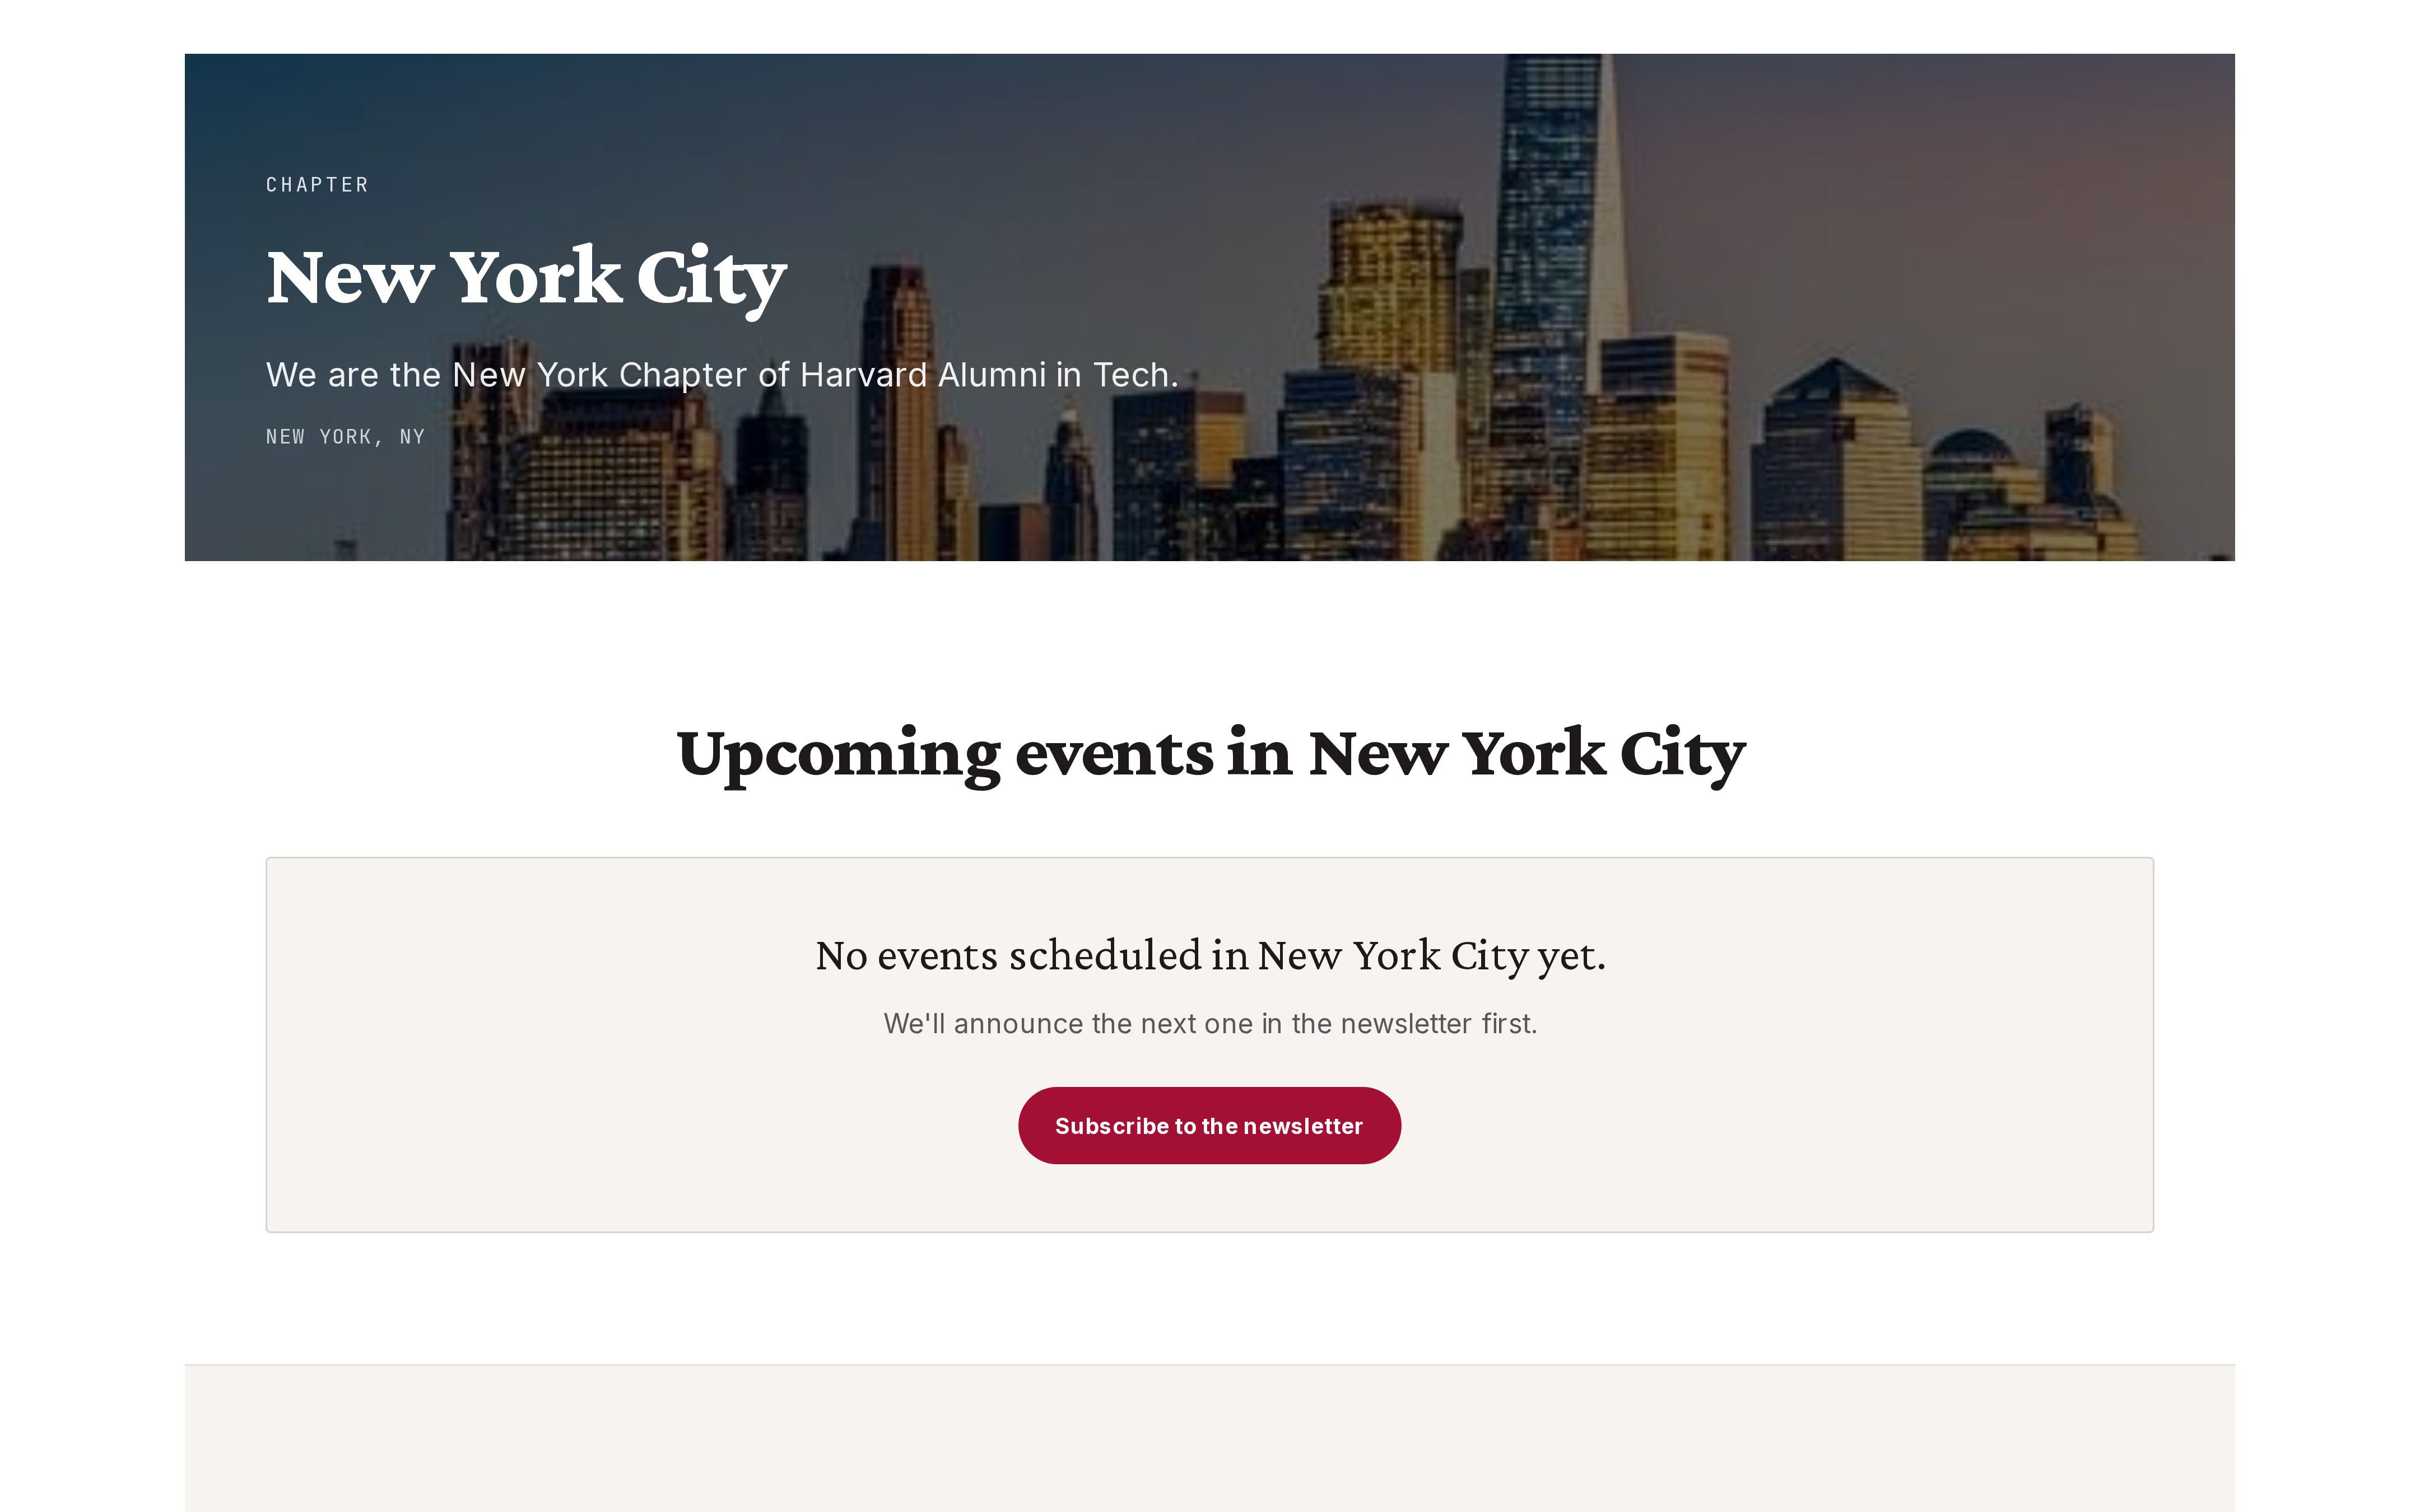 CHAPTER
New York City
We are the New York Chapter of Harvard Alumni in Tech.
NEW YORK, NY
Upcoming events in New York City
No events scheduled in New York City yet.
We'll announce the next one in the newsletter first.
Subscribe to the newsletter